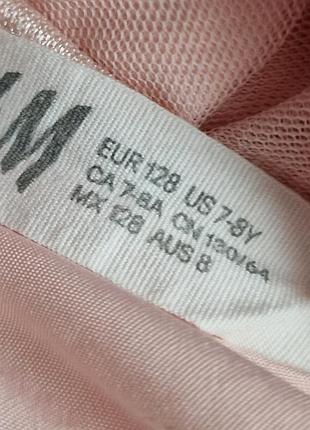 M
EUR 128 US 7-8Y
CA 7-8A CN 130/64
MX 128 AUS 8